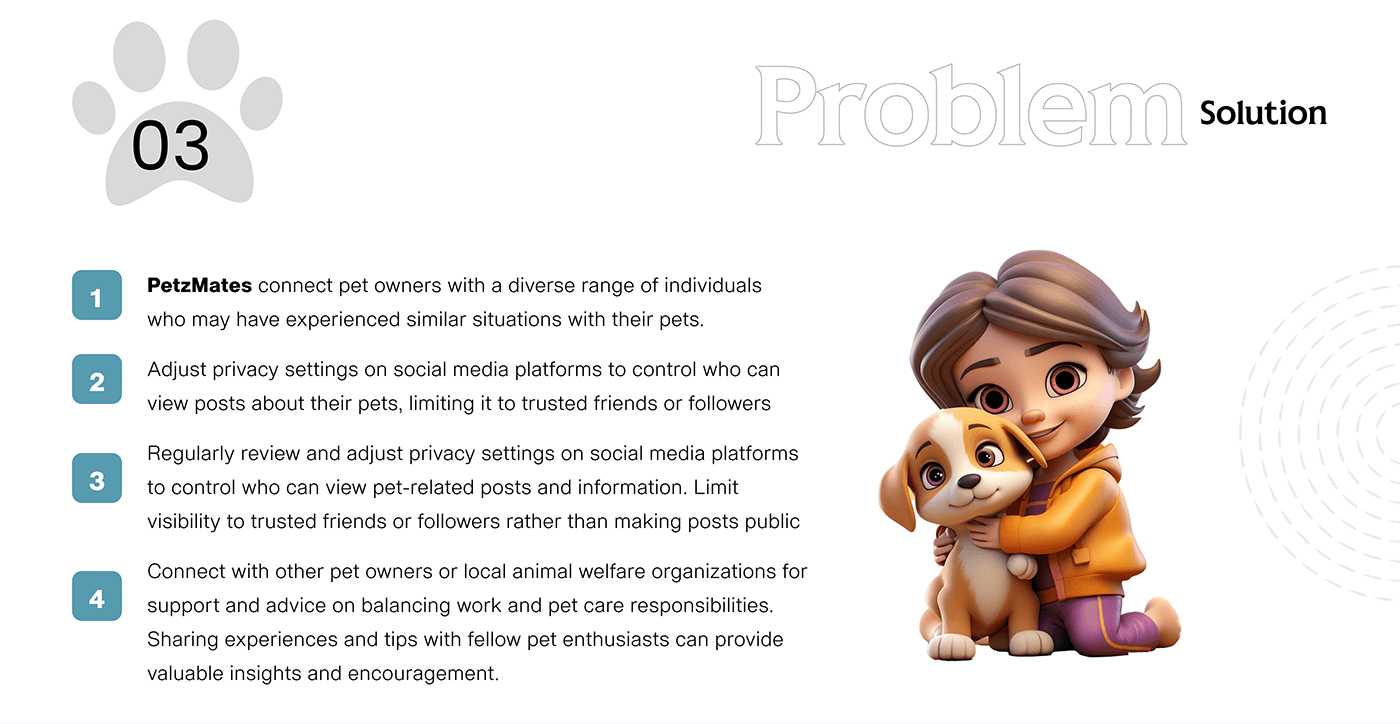 03
Problem Solution
1
PetzMates connect pet owners with a diverse range of individuals
who may have experienced similar situations with their pets.
2
Adjust privacy settings on social media platforms to control who can
view posts about their pets, limiting it to trusted friends or followers
3
Regularly review and adjust privacy settings on social media platforms
to control who can view pet-related posts and information. Limit
visibility to trusted friends or followers rather than making posts public
4
Connect with other pet owners or local animal welfare organizations for
support and advice on balancing work and pet care responsibilities.
Sharing experiences and tips with fellow pet enthusiasts can provide
valuable insights and encouragement.